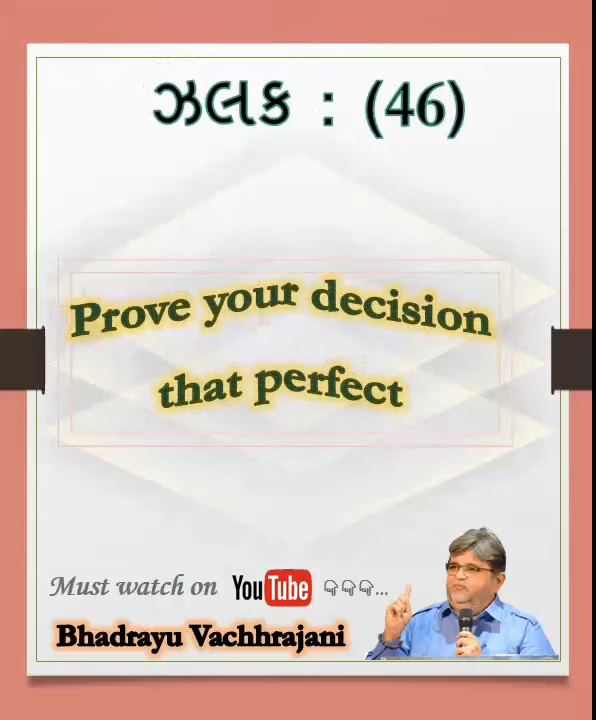 ઝલક : (46)
Prove your decision
that perfect
Must watch on YouTube 👇👇👇...
Bhadrayu Vachhrajani